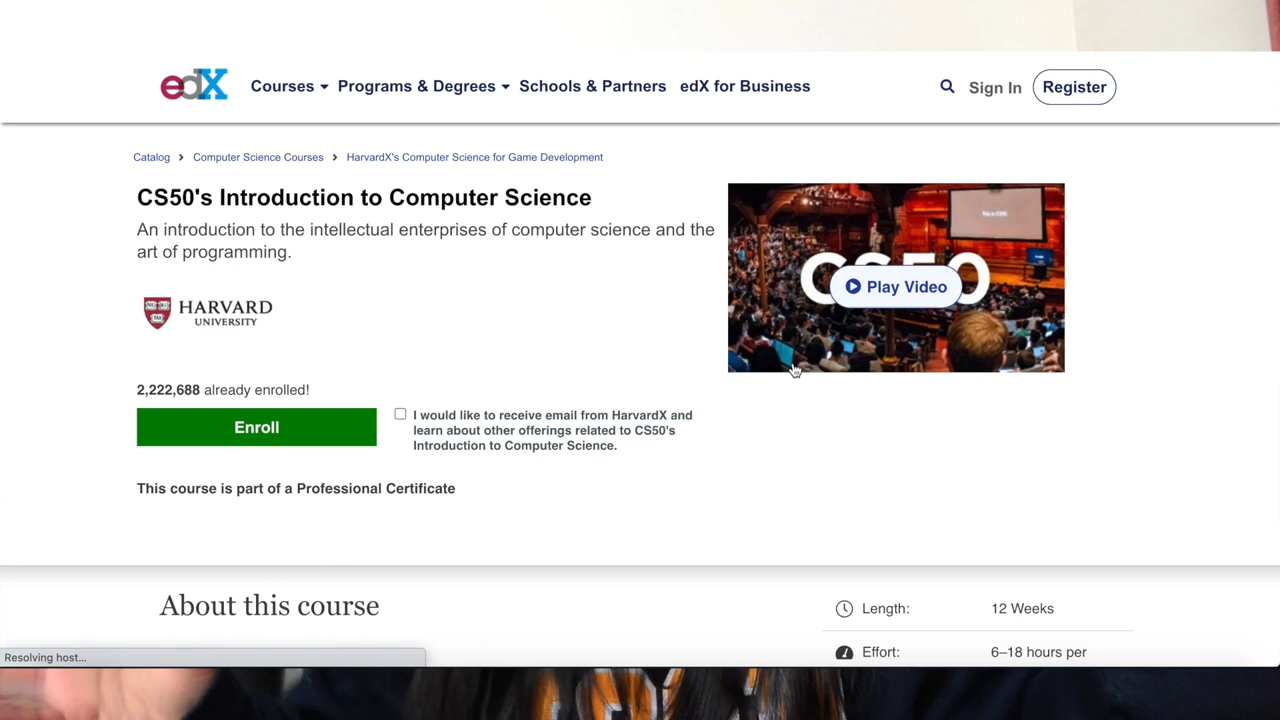 edX
Courses
Programs & Degrees
Schools & Partners
edX for Business
Sign In
Register
Catalog
Computer Science Courses
HarvardX's Computer Science for Game Development
CS50's Introduction to Computer Science
An introduction to the intellectual enterprises of computer science and the
art of programming.
HARVARD
UNIVERSITY
This is CS50.
CS50
Play Video
2,222,688 already enrolled!
Enroll
I would like to receive email from HarvardX and
learn about other offerings related to CS50's
Introduction to Computer Science.
This course is part of a Professional Certificate
About this course
Length:
12 Weeks
Effort:
6–18 hours per
Resolving host...